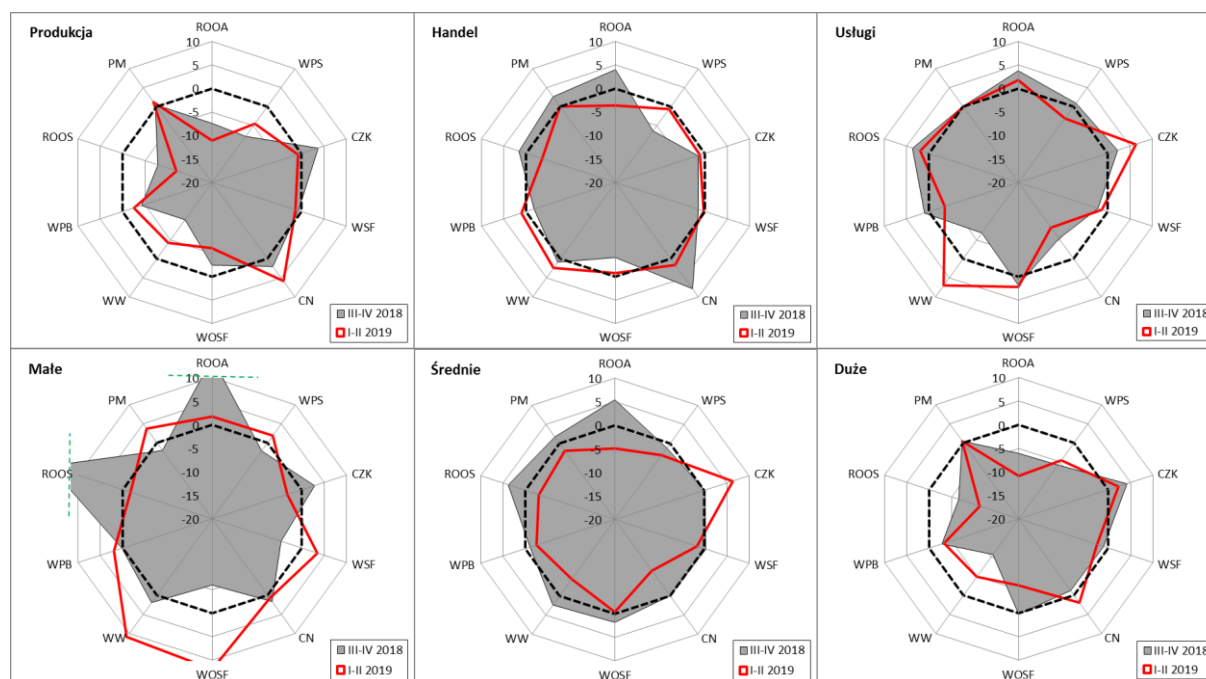 Produkcja
ROOA
10
5
0
-5
-10
-15
-20
WPS
CZK
WSF
CN
WOSF
WW
WPB
ROOS
PM
III-IV 2018
I-II 2019
Handel
ROOA
10
5
0
-5
-10
-15
-20
WPS
CZK
WSF
CN
WOSF
WW
WPB
ROOS
PM
III-IV 2018
I-II 2019
Usługi
ROOA
10
5
0
-5
-10
-15
-20
WPS
CZK
WSF
CN
WOSF
WW
WPB
ROOS
PM
III-IV 2018
I-II 2019
Małe
ROOA
10
5
0
-5
-10
-15
-20
WPS
CZK
WSF
CN
WOSF
WW
WPB
ROOS
PM
III-IV 2018
I-II 2019
Średnie
ROOA
10
5
0
-5
-10
-15
-20
WPS
CZK
WSF
CN
WOSF
WW
WPB
ROOS
PM
III-IV 2018
I-II 2019
Duże
ROOA
10
5
0
-5
-10
-15
-20
WPS
CZK
WSF
CN
WOSF
WW
WPB
ROOS
PM
III-IV 2018
I-II 2019